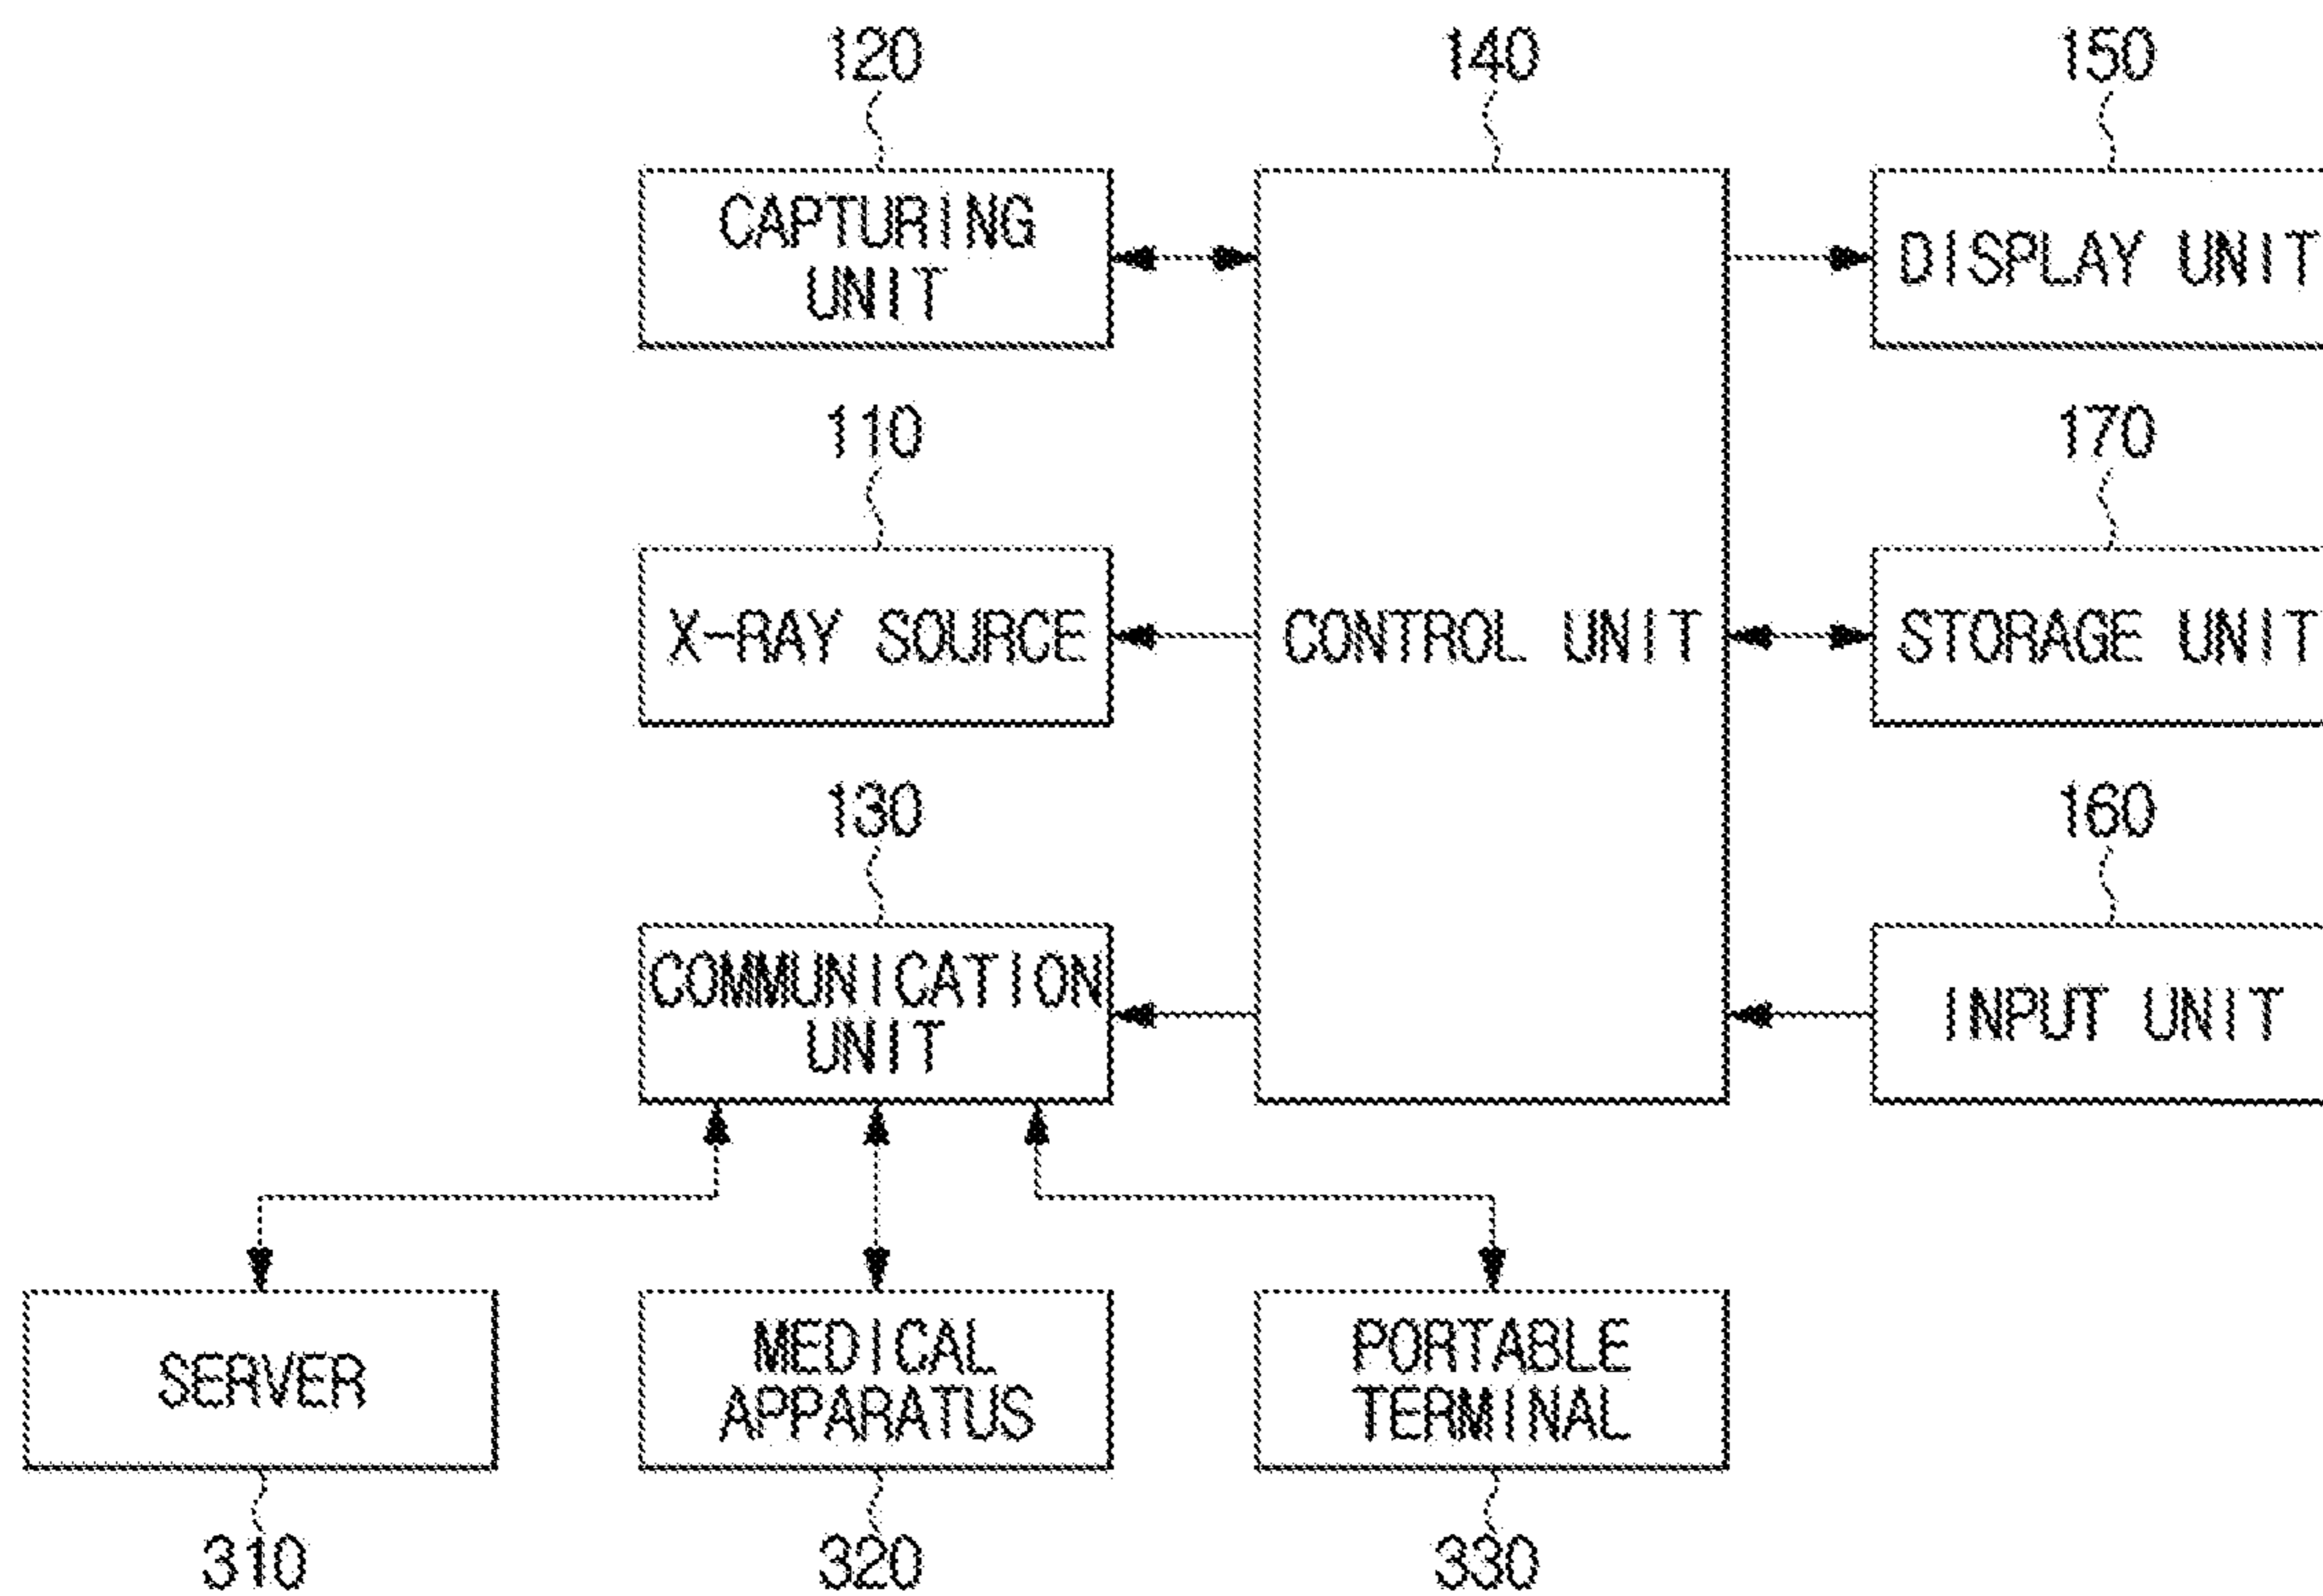 120
140
150
CAPTURING
UNIT
DISPLAY UNIT
110
170
X-RAY SOURCE
CONTROL UNIT
STORAGE UNIT
130
160
COMMUNICATION
UNIT
INPUT UNIT
SERVER
MEDICAL
APPARATUS
PORTABLE
TERMINAL
310
320
330